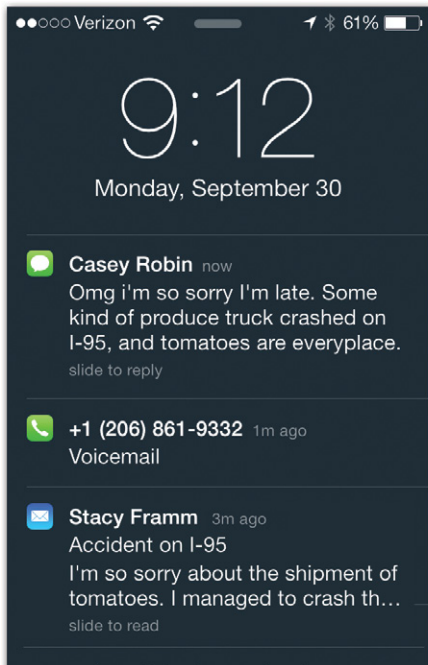 Verizon 61%
9:12
Monday, September 30
Casey Robin now
Omg i'm so sorry I'm late. Some
kind of produce truck crashed on
I-95, and tomatoes are everyplace.
slide to reply
+1 (206) 861-9332 1m ago
Voicemail
Stacy Framm 3m ago
Accident on I-95
I'm so sorry about the shipment of
tomatoes. I managed to crash th...
slide to read